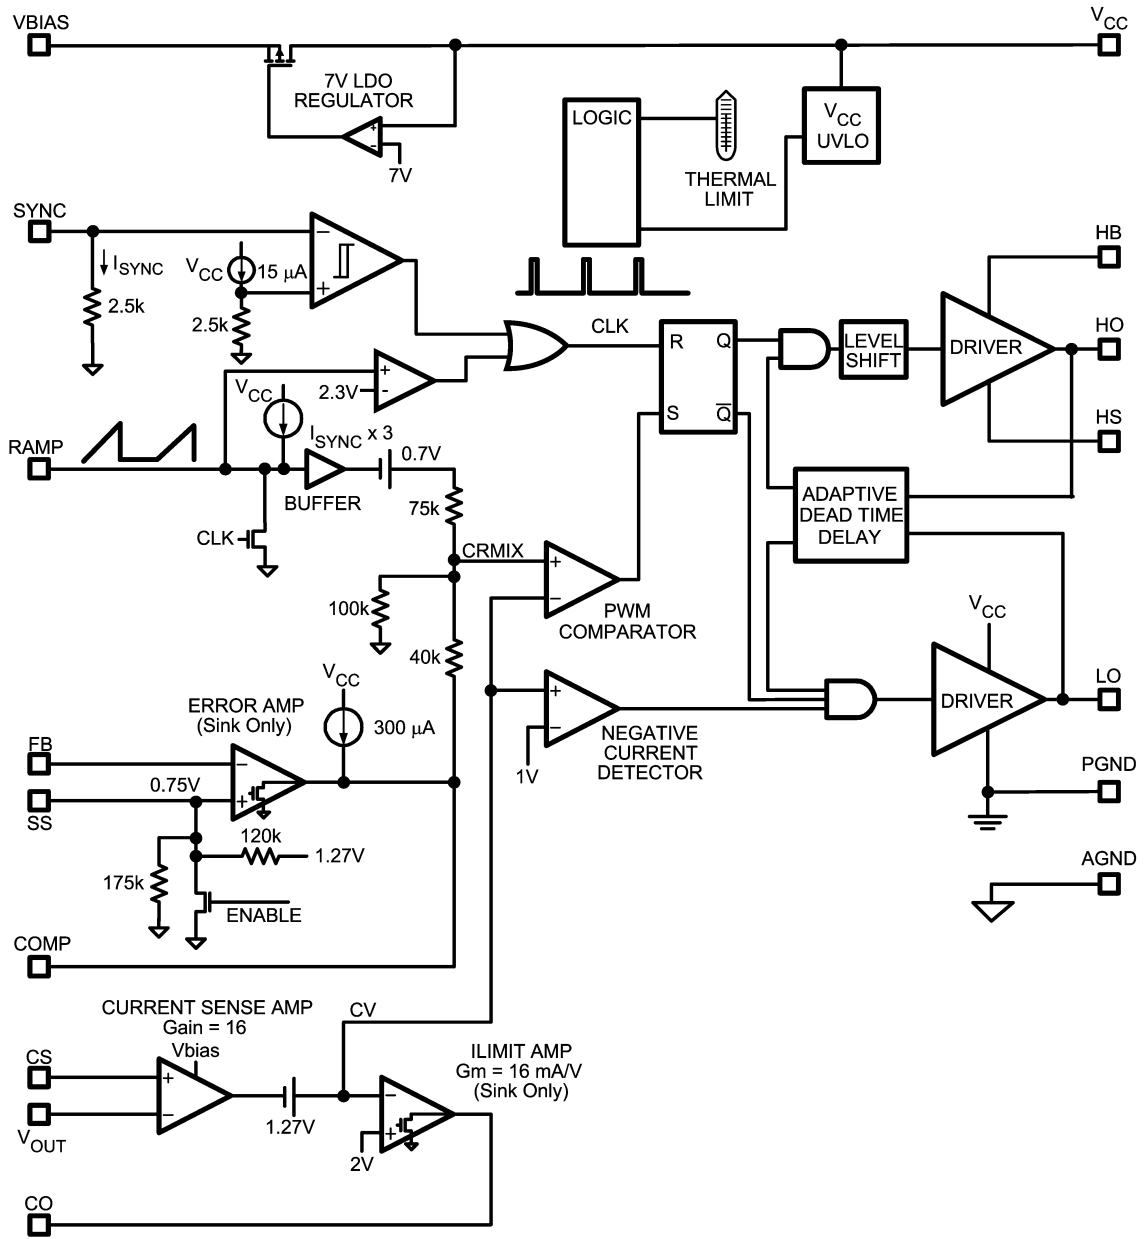 VBIAS
VCC
7V LDO
REGULATOR
+
-
7V
LOGIC
THERMAL
LIMIT
VCC
UVLO
SYNC
ISYNC
2.5k
VCC
15 µA
2.5k
−
+
HB
CLK
R
Q
S
Q̅
LEVEL
SHIFT
DRIVER
HO
HS
VCC
2.3V
+
-
RAMP
ISYNC x 3
0.7V
BUFFER
75k
CLK
CRMIX
ADAPTIVE
DEAD TIME
DELAY
+
−
PWM
COMPARATOR
100k
40k
VCC
VCC
ERROR AMP
(Sink Only)
300 µA
+
−
1V
NEGATIVE
CURRENT
DETECTOR
DRIVER
LO
FB
SS
0.75V
−
+
120k
1.27V
175k
ENABLE
PGND
AGND
COMP
CURRENT SENSE AMP
Gain = 16
Vbias
CV
CS
VOUT
+
−
1.27V
ILIMIT AMP
Gm = 16 mA/V
(Sink Only)
−
+
2V
CO